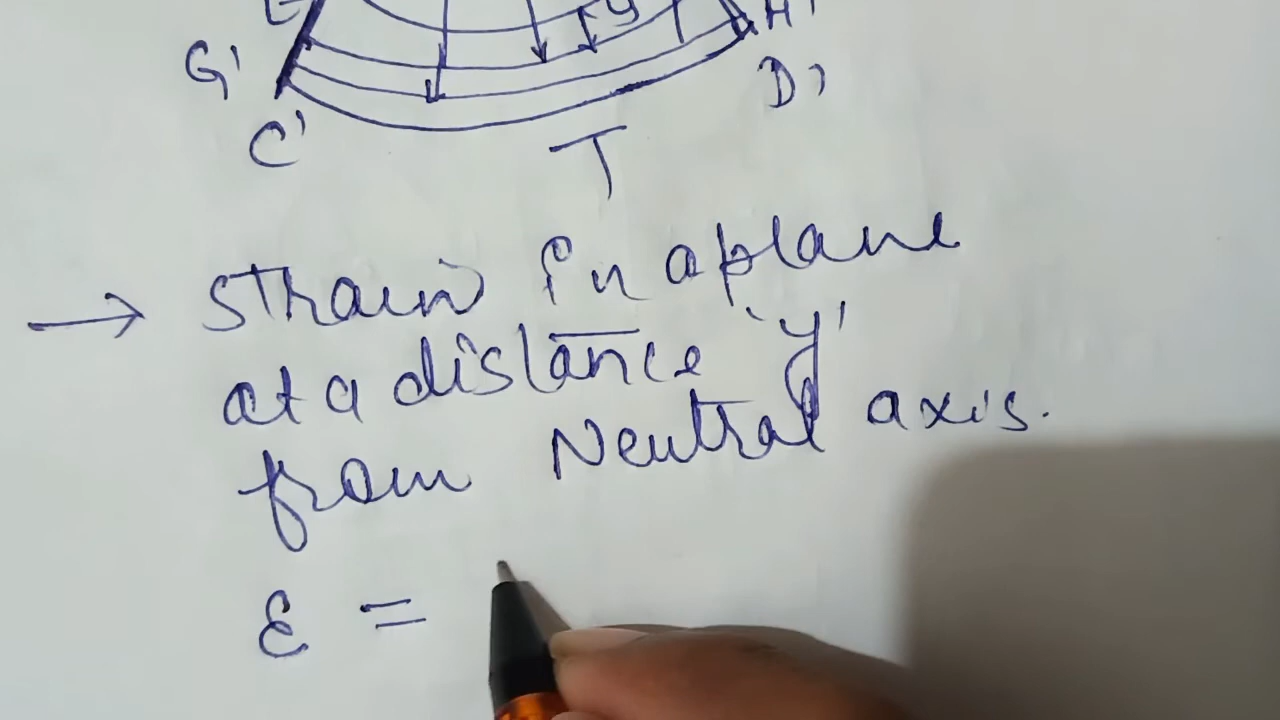 y H'
G'
D'
C'
T
→ strain in a plane
at a distance 'y'
from Neutral axis.
ε =